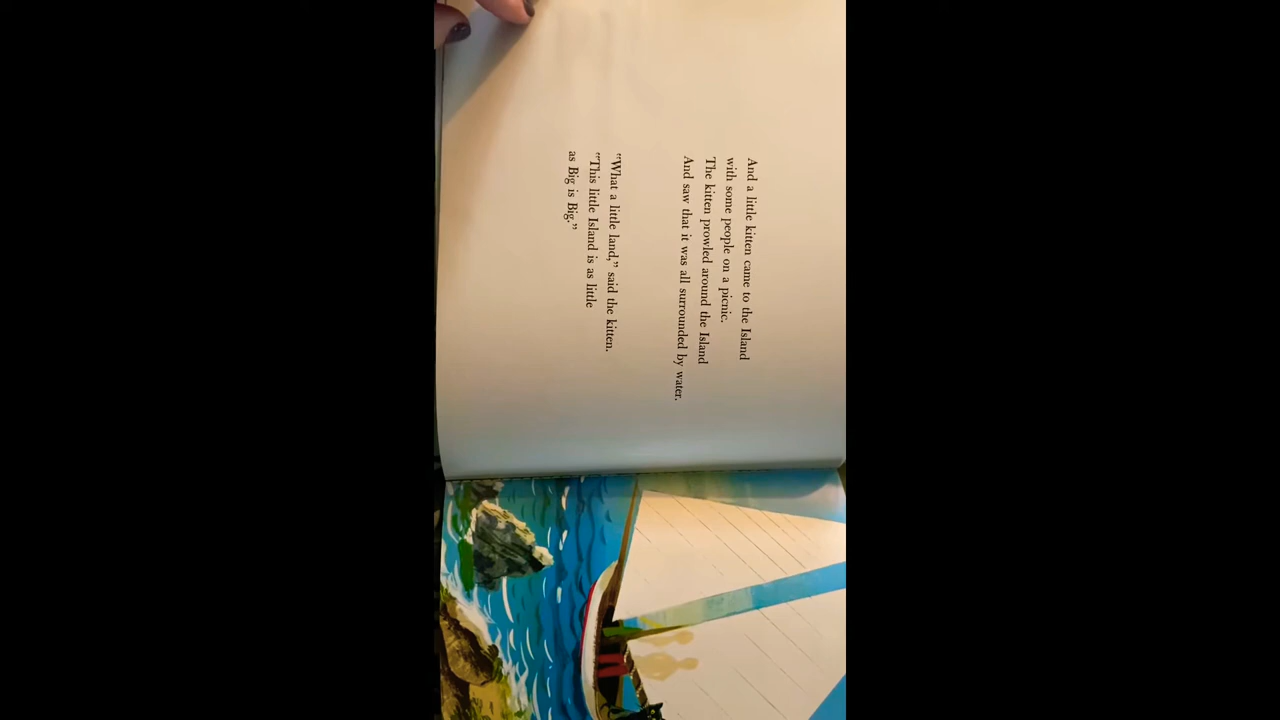 And a little kitten came to the Island
with some people on a picnic.
The kitten prowled around the Island
And saw that it was all surrounded by water.
"What a little land," said the kitten.
"This little Island is as little
as Big is Big."